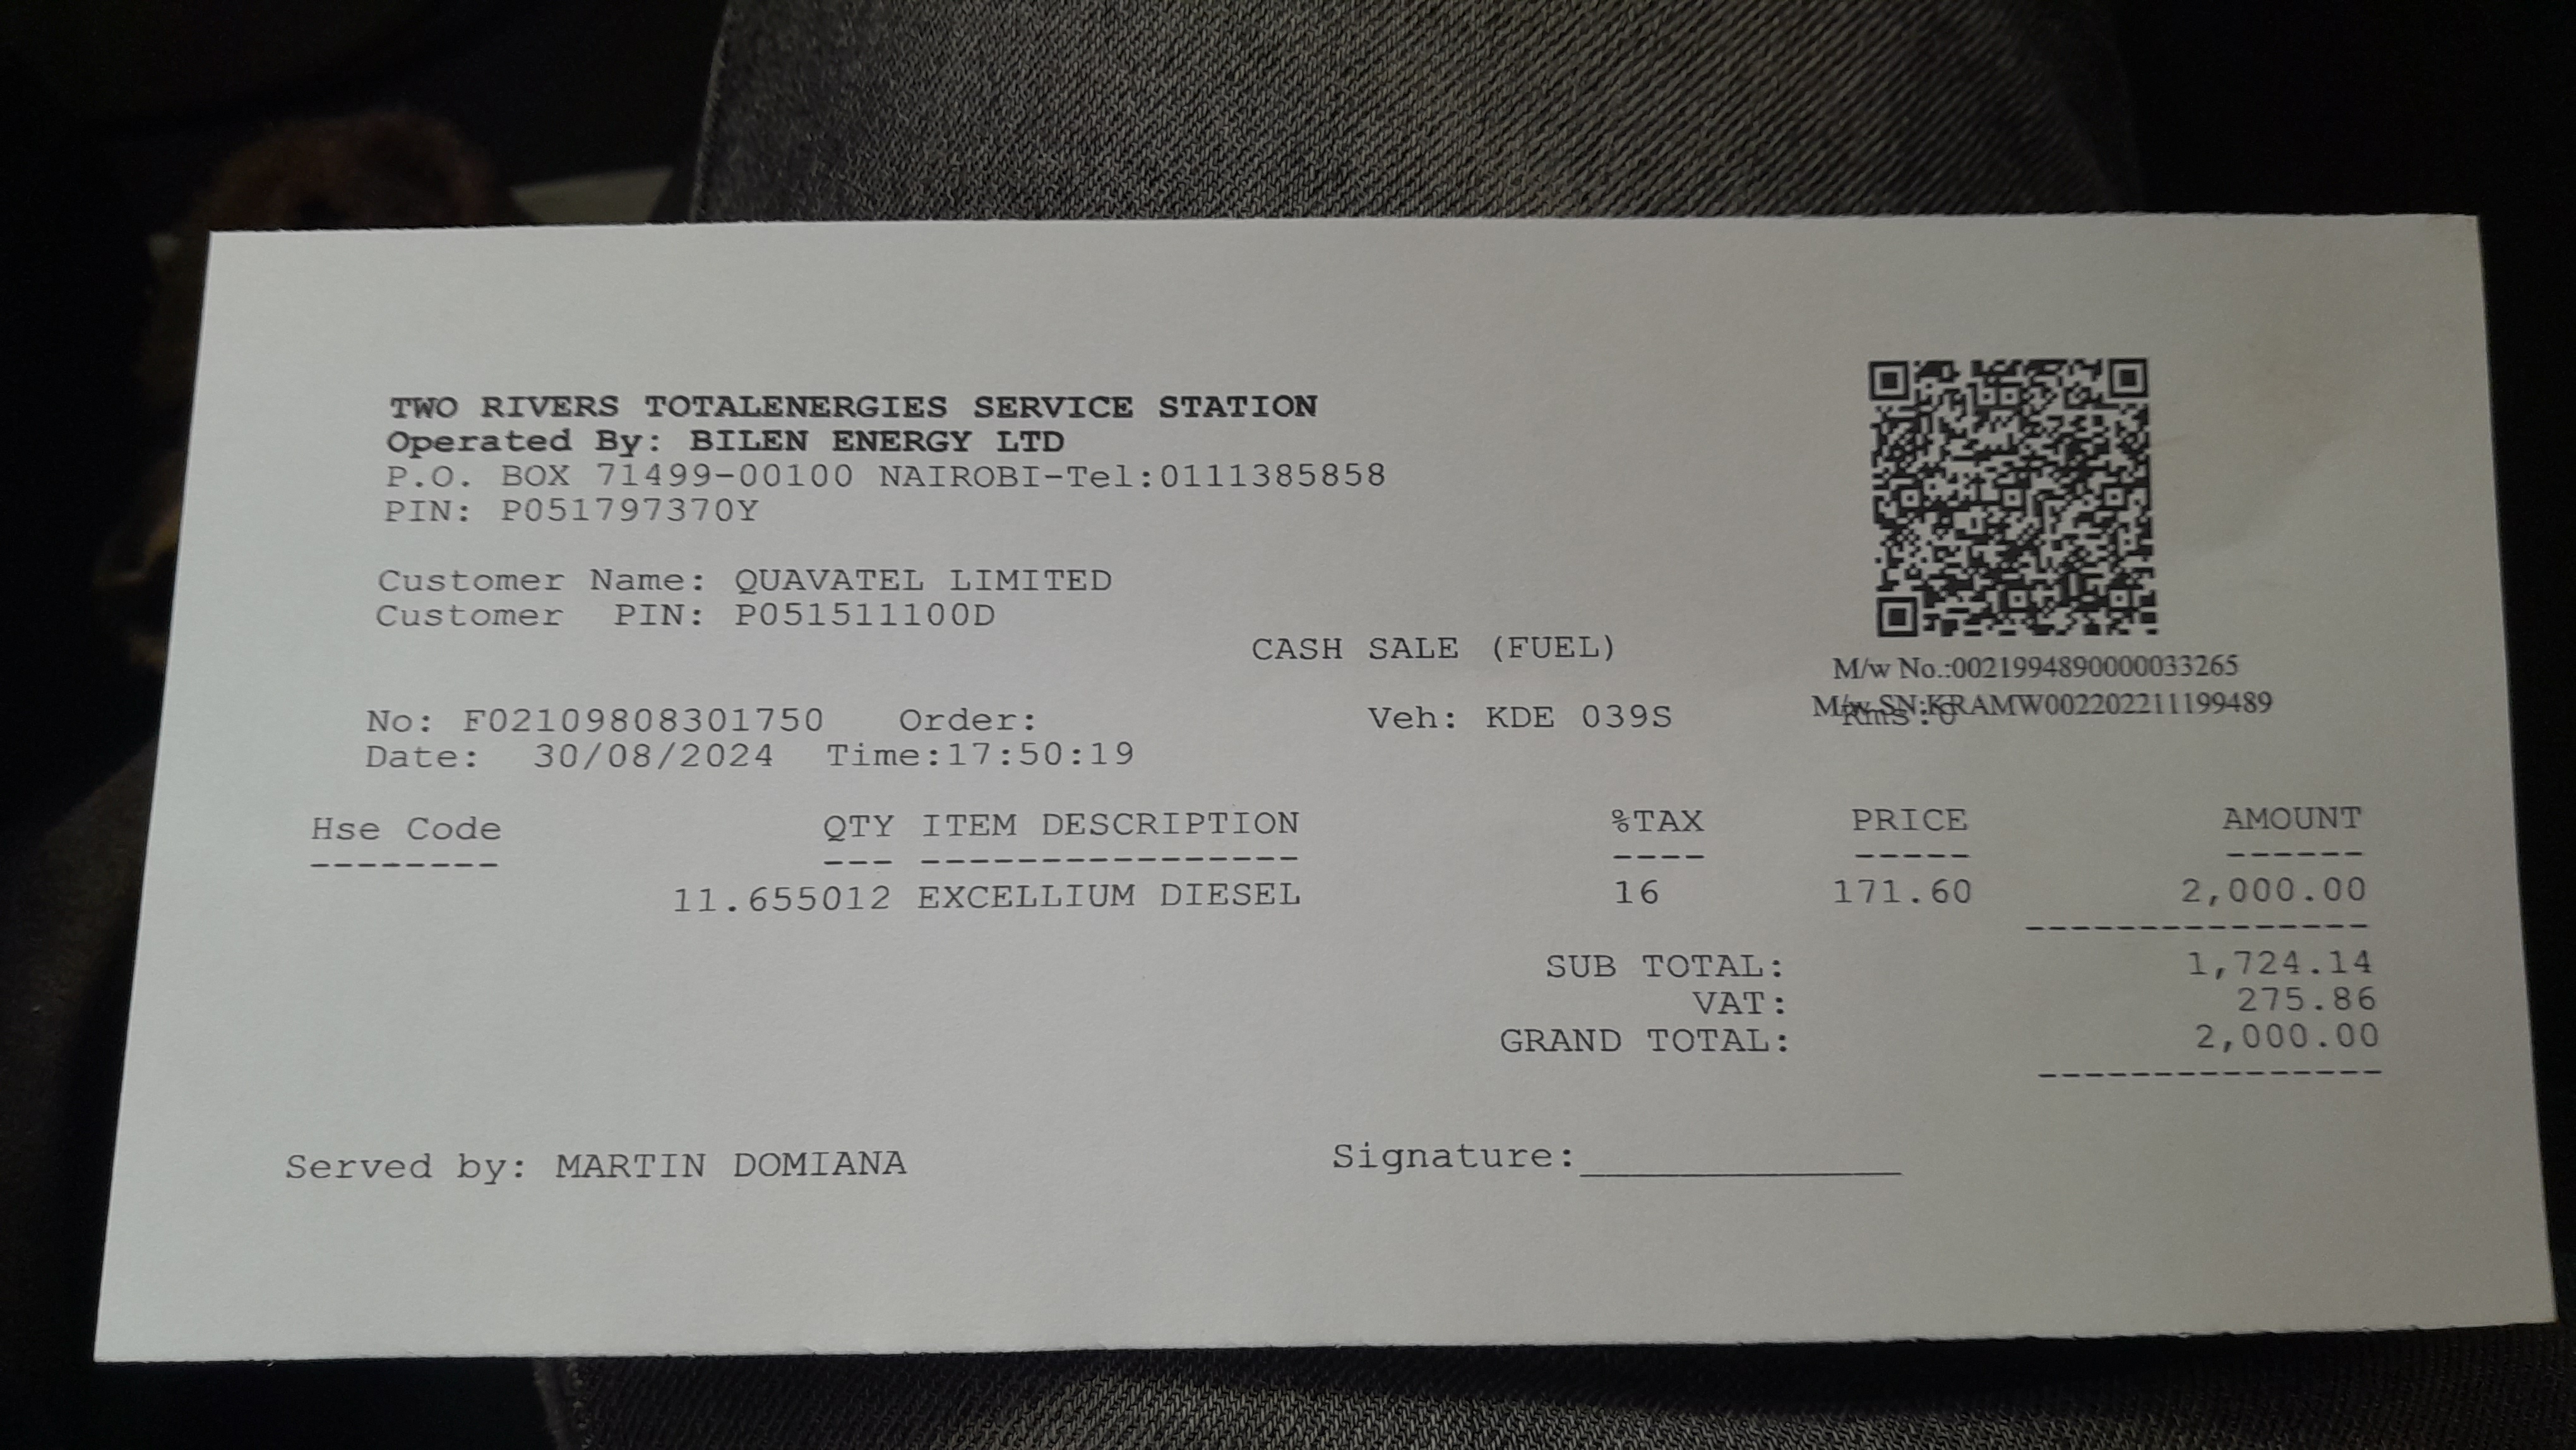 TWO RIVERS TOTALENERGIES SERVICE STATION
Operated By: BILEN ENERGY LTD
P.O. BOX 71499-00100 NAIROBI-Tel:0111385858
PIN: P051797370Y
Customer Name: QUAVATEL LIMITED
Customer PIN: P051511100D
CASH SALE (FUEL)
M/w No.:0021994890000033265
M/w SN:KRAMW002202211199489
No: F02109808301750 Order: Veh: KDE 039S Kms :0
Date: 30/08/2024 Time:17:50:19
Hse Code QTY ITEM DESCRIPTION %TAX PRICE AMOUNT
-------- --- ---------------- ---- ----- ------
11.655012 EXCELLIUM DIESEL 16 171.60 2,000.00
---------------
SUB TOTAL: 1,724.14
VAT: 275.86
GRAND TOTAL: 2,000.00
---------------
Served by: MARTIN DOMIANA Signature:______________